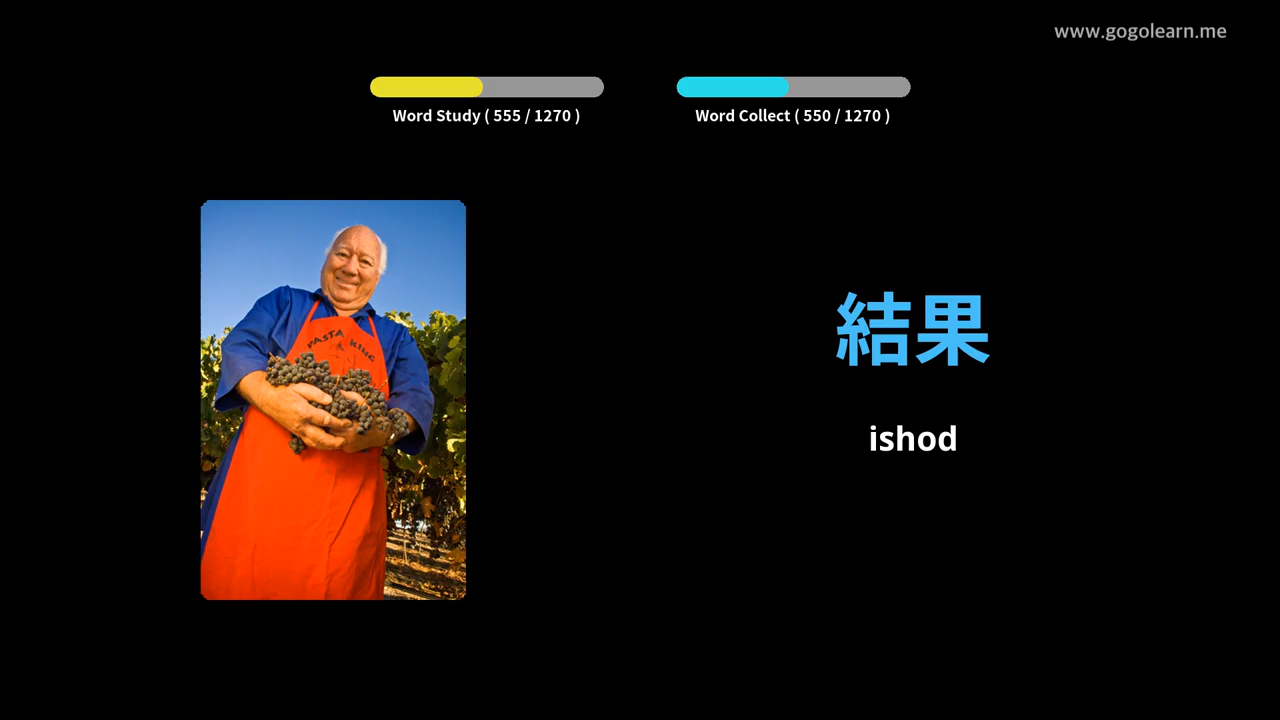 www.gogolearn.me
Word Study ( 555 / 1270 )
Word Collect ( 550 / 1270 )
PASTA KING
結果
ishod